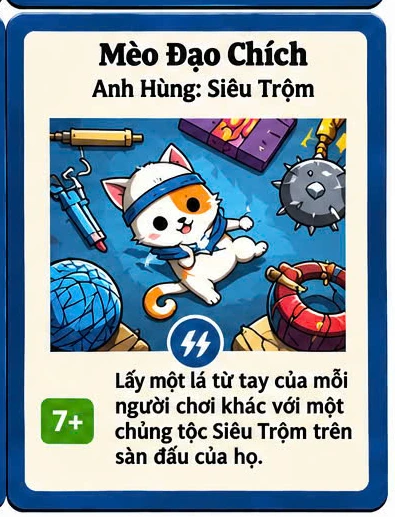 Mèo Đạo Chích
Anh Hùng: Siêu Trộm
Lấy một lá từ tay của mỗi
người chơi khác với một
chủng tộc Siêu Trộm trên
sàn đấu của họ.
7+